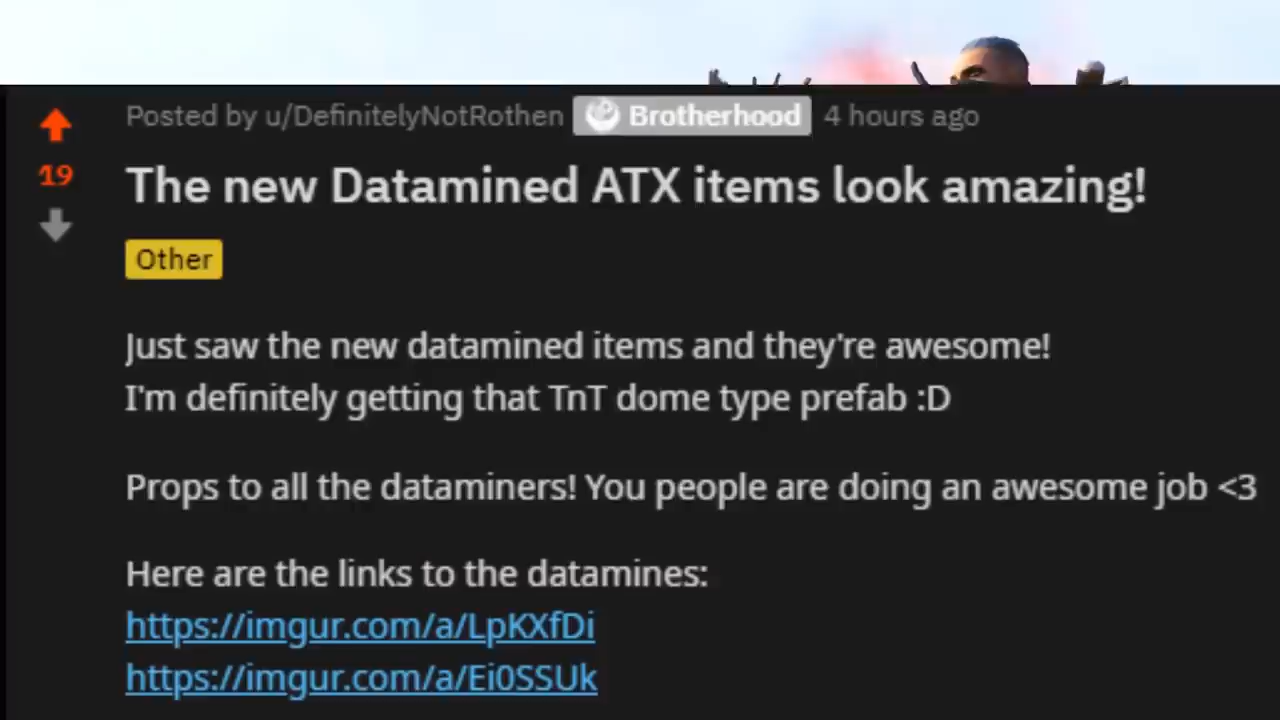 Posted by u/DefinitelyNotRothen Brotherhood 4 hours ago
19
The new Datamined ATX items look amazing!
Other
Just saw the new datamined items and they're awesome!
I'm definitely getting that TnT dome type prefab :D
Props to all the dataminers! You people are doing an awesome job <3
Here are the links to the datamines:
https://imgur.com/a/LpKXfDi
https://imgur.com/a/Ei0SSUk